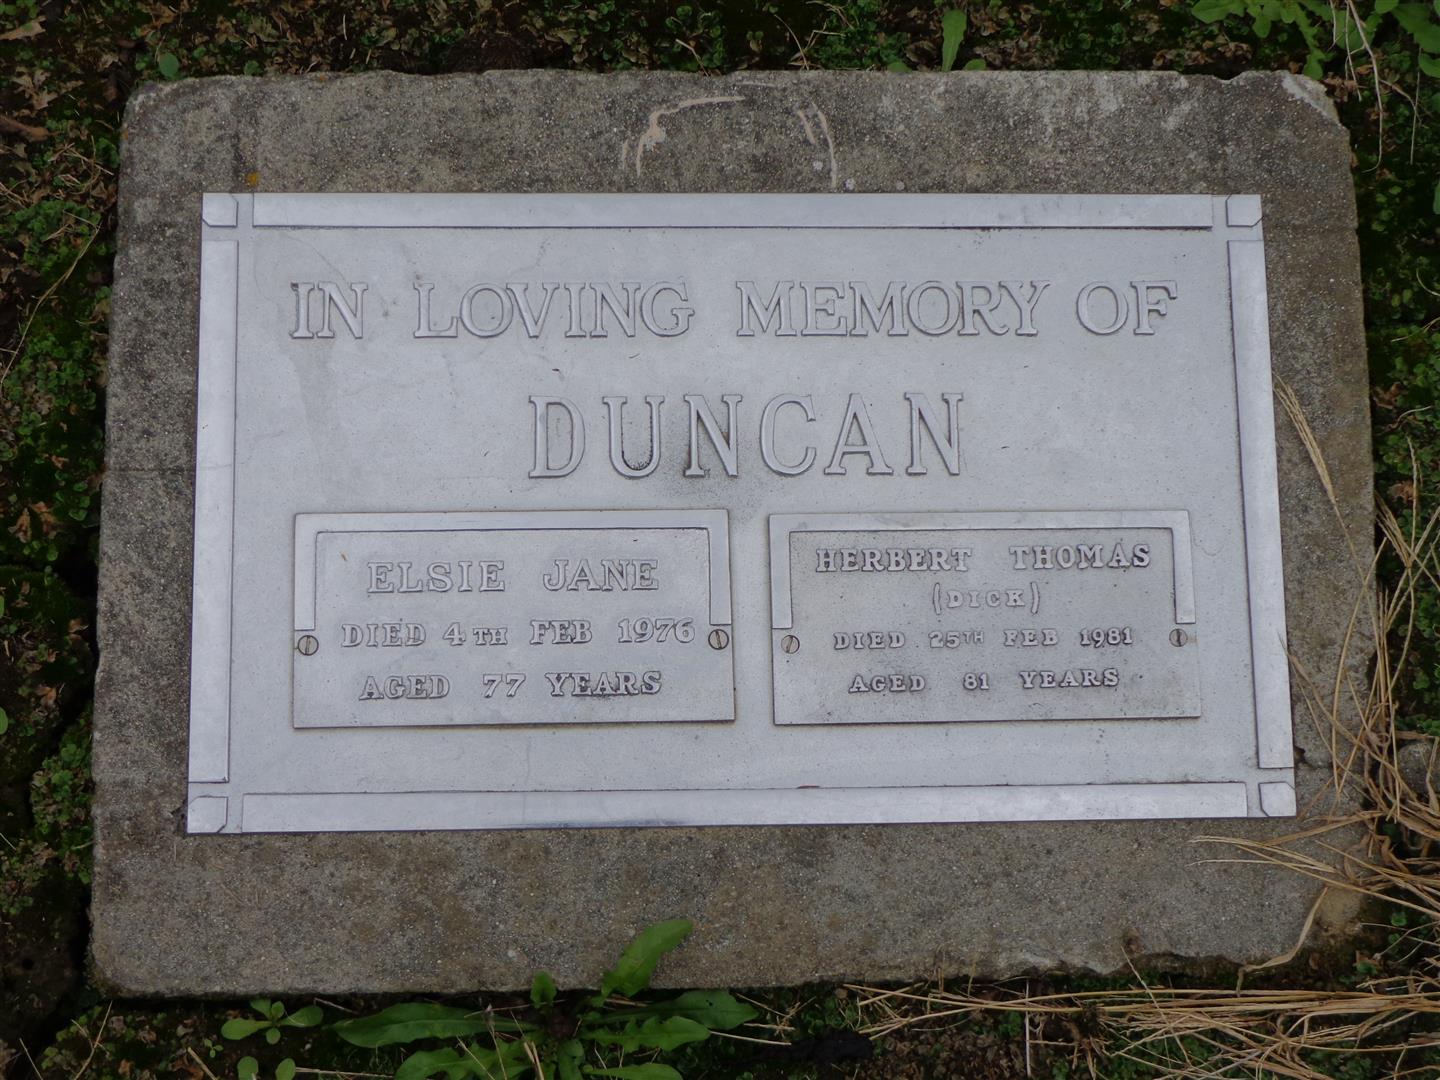 IN LOVING MEMORY OF
DUNCAN
ELSIE JANE
DIED 4TH FEB 1976
AGED 77 YEARS
HERBERT THOMAS
(DICK)
DIED 25TH FEB 1981
AGED 81 YEARS